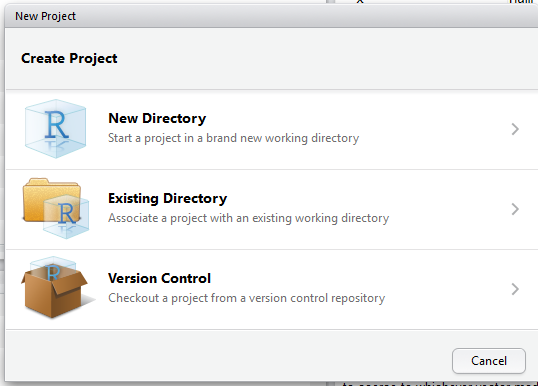 New Project
Create Project
R
New Directory
Start a project in a brand new working directory
R
Existing Directory
Associate a project with an existing working directory
R
Version Control
Checkout a project from a version control repository
Cancel